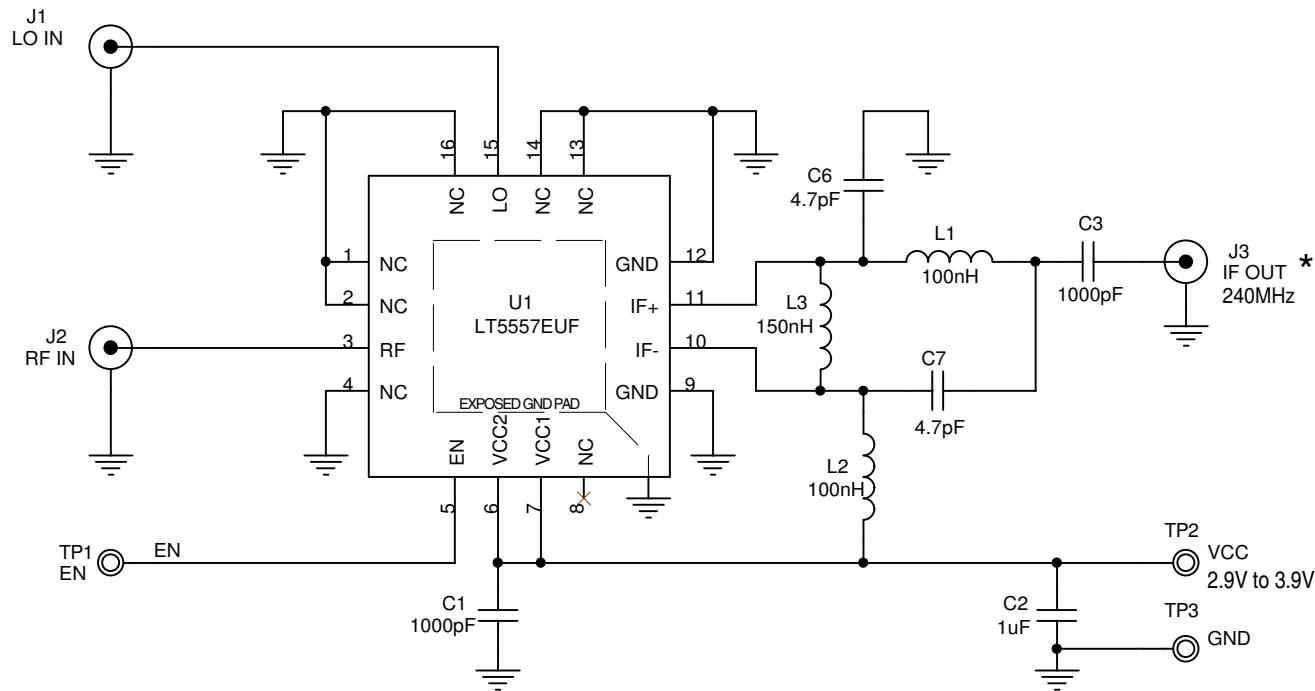 J1
LO IN
16
15
14
13
NC
LO
NC
NC
C6
4.7pF
L1
100nH
C3
1000pF
J3
IF OUT *
240MHz
1
NC
2
NC
3
RF
4
NC
J2
RF IN
U1
LT5557EUF
EXPOSED GND PAD
GND
12
IF+
11
IF-
10
GND
9
L3
150nH
C7
4.7pF
L2
100nH
EN
VCC2
VCC1
NC
5
6
7
8
TP1
EN
EN
C1
1000pF
C2
1uF
TP2
VCC
2.9V to 3.9V
TP3
GND